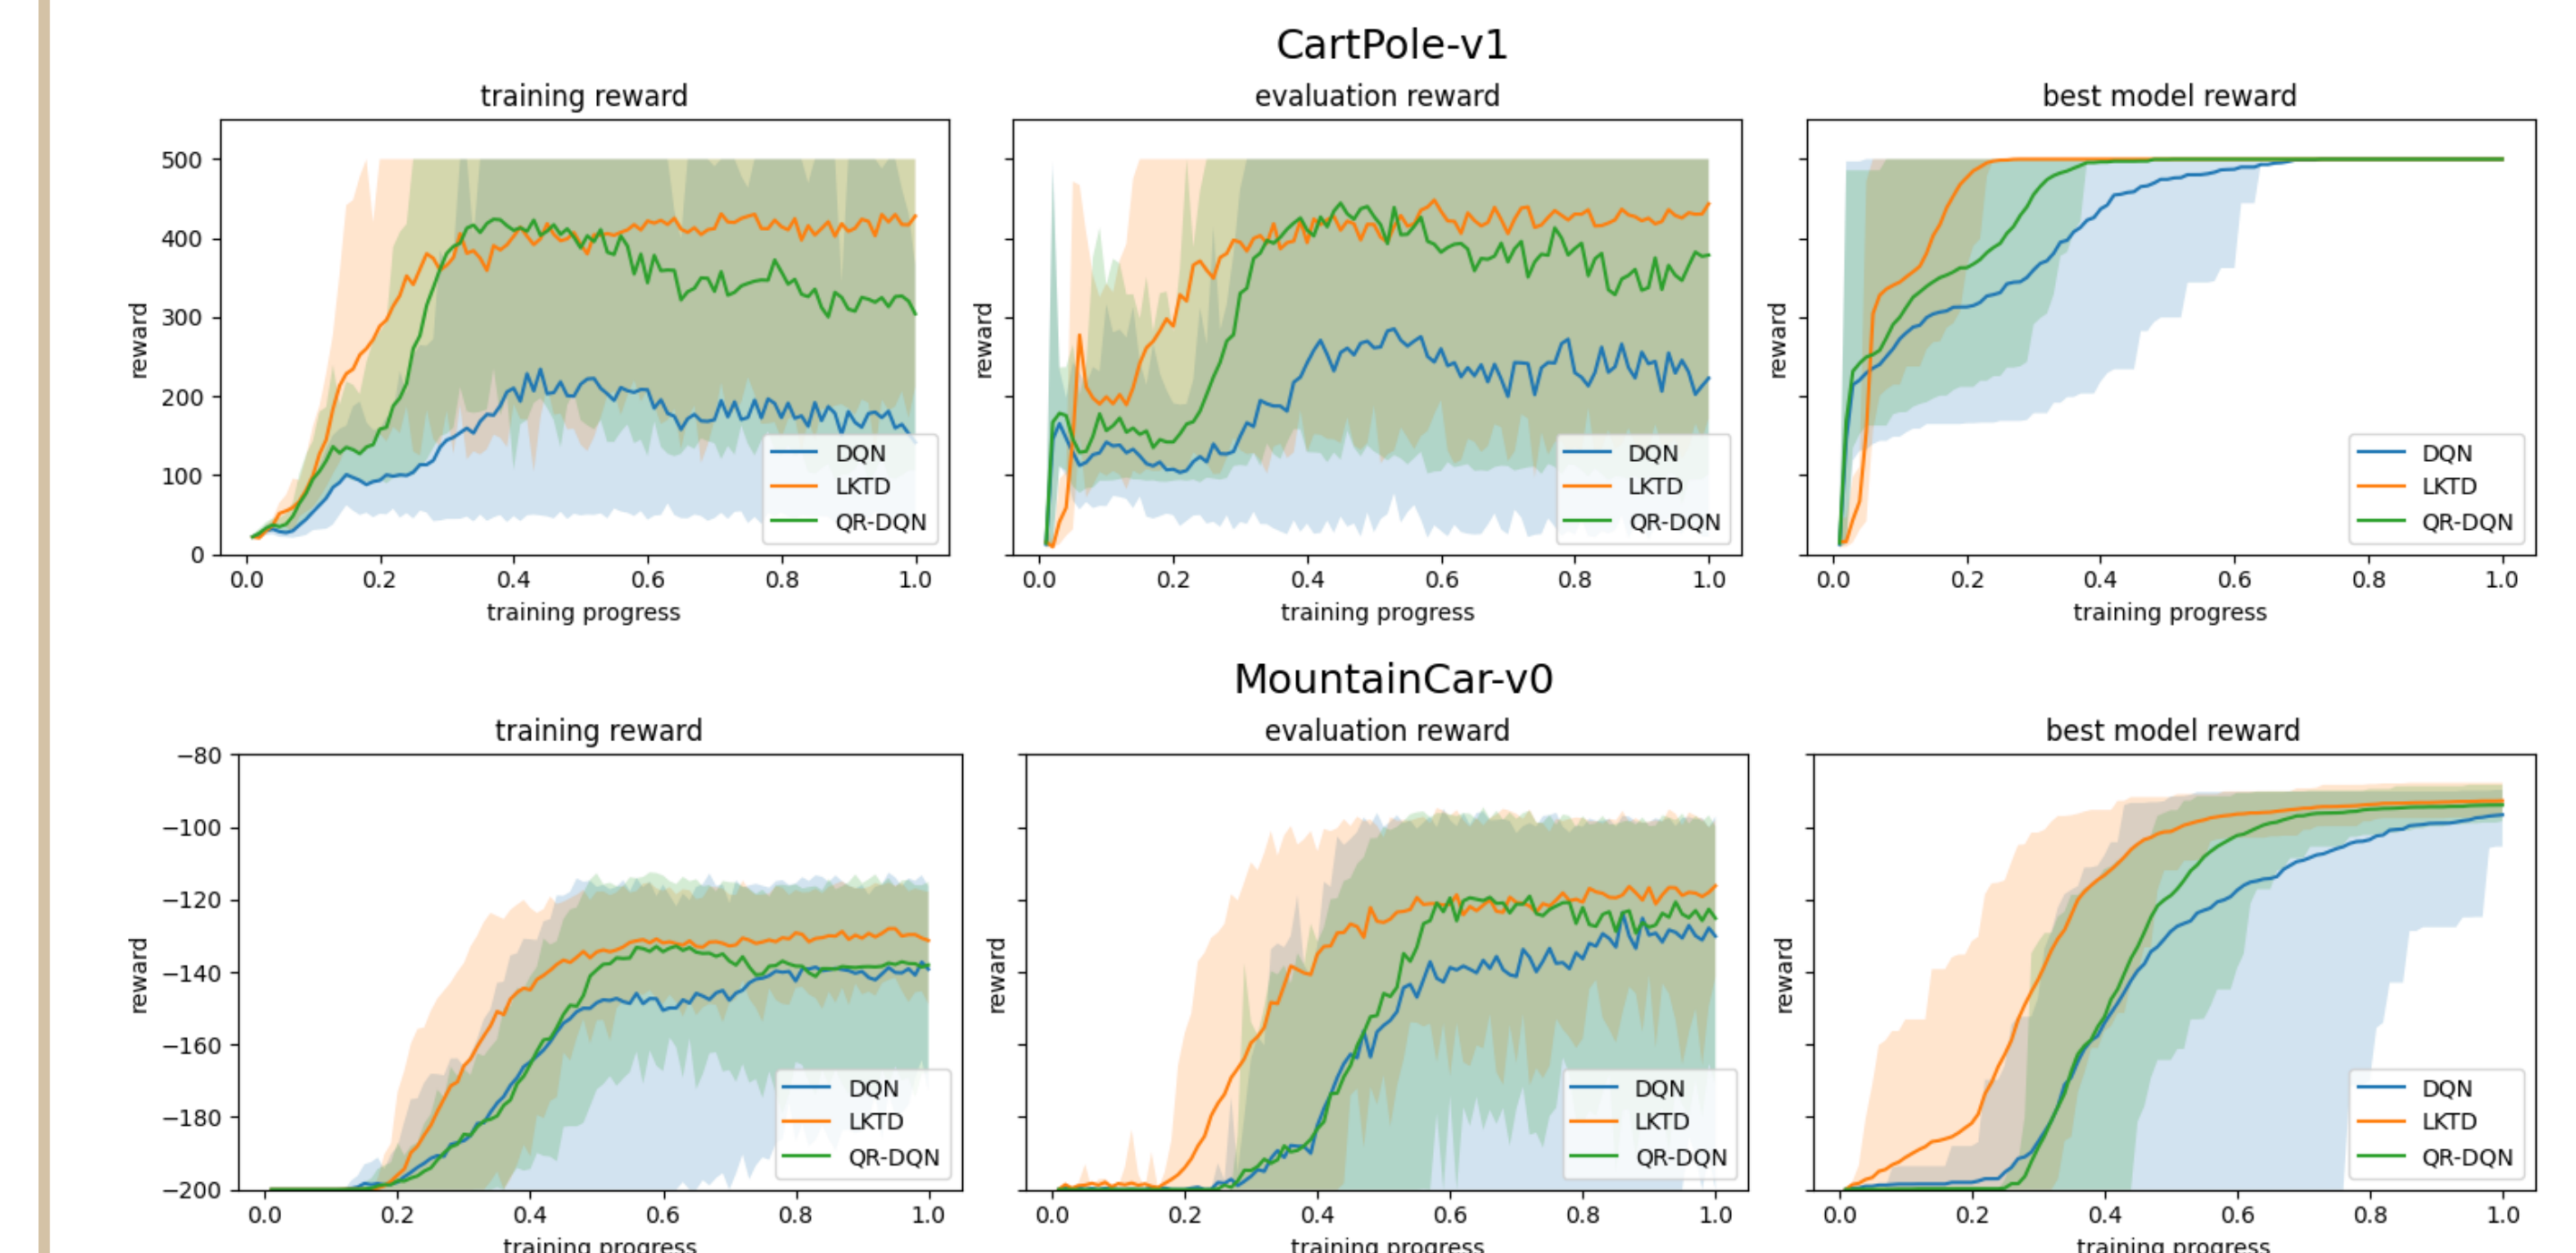 CartPole-v1
training reward
evaluation reward
best model reward
500
400
300
200
100
0
reward
reward
reward
DQN
LKTD
QR-DQN
DQN
LKTD
QR-DQN
DQN
LKTD
QR-DQN
0.0 0.2 0.4 0.6 0.8 1.0
0.0 0.2 0.4 0.6 0.8 1.0
0.0 0.2 0.4 0.6 0.8 1.0
training progress
training progress
training progress
MountainCar-v0
training reward
evaluation reward
best model reward
−80
−100
−120
−140
−160
−180
−200
reward
reward
reward
DQN
LKTD
QR-DQN
DQN
LKTD
QR-DQN
DQN
LKTD
QR-DQN
0.0 0.2 0.4 0.6 0.8 1.0
0.0 0.2 0.4 0.6 0.8 1.0
0.0 0.2 0.4 0.6 0.8 1.0
training progress
training progress
training progress